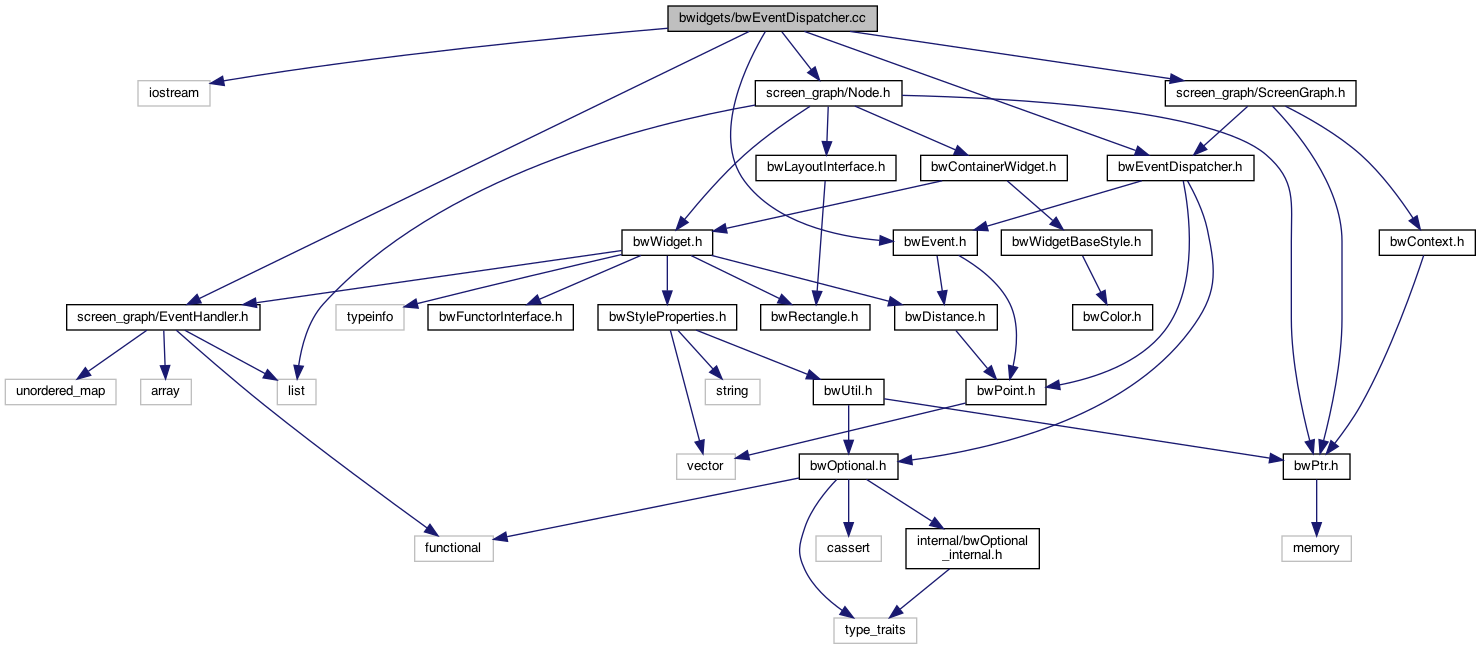 bwidgets/bwEventDispatcher.cc
iostream
screen_graph/Node.h
screen_graph/ScreenGraph.h
bwLayoutInterface.h
bwContainerWidget.h
bwEventDispatcher.h
bwWidget.h
bwEvent.h
bwWidgetBaseStyle.h
bwContext.h
screen_graph/EventHandler.h
typeinfo
bwFunctorInterface.h
bwStyleProperties.h
bwRectangle.h
bwDistance.h
bwColor.h
unordered_map
array
list
string
bwUtil.h
bwPoint.h
vector
bwOptional.h
bwPtr.h
functional
cassert
internal/bwOptional
_internal.h
memory
type_traits